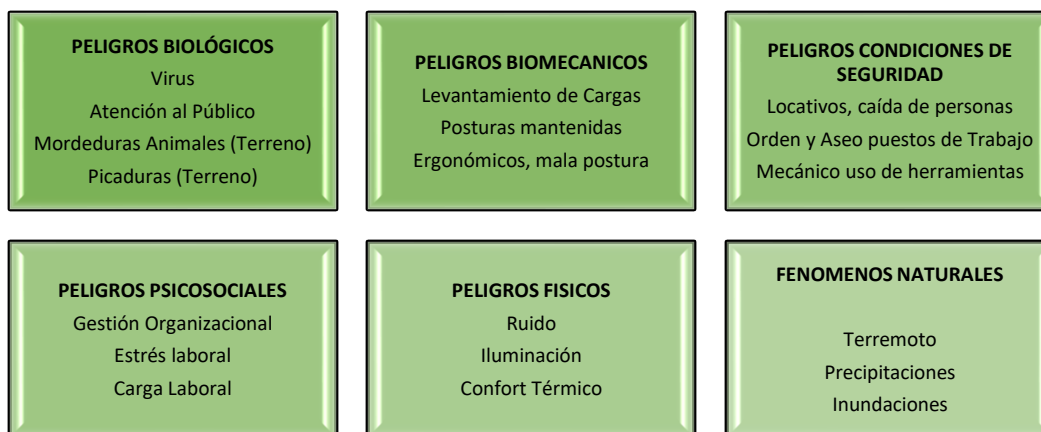 PELIGROS BIOLÓGICOS
Virus
Atención al Público
Mordeduras Animales (Terreno)
Picaduras (Terreno)
PELIGROS BIOMECANICOS
Levantamiento de Cargas
Posturas mantenidas
Ergonómicos, mala postura
PELIGROS CONDICIONES DE
SEGURIDAD
Locativos, caída de personas
Orden y Aseo puestos de Trabajo
Mecánico uso de herramientas
PELIGROS PSICOSOCIALES
Gestión Organizacional
Estrés laboral
Carga Laboral
PELIGROS FISICOS
Ruido
Iluminación
Confort Térmico
FENOMENOS NATURALES
Terremoto
Precipitaciones
Inundaciones